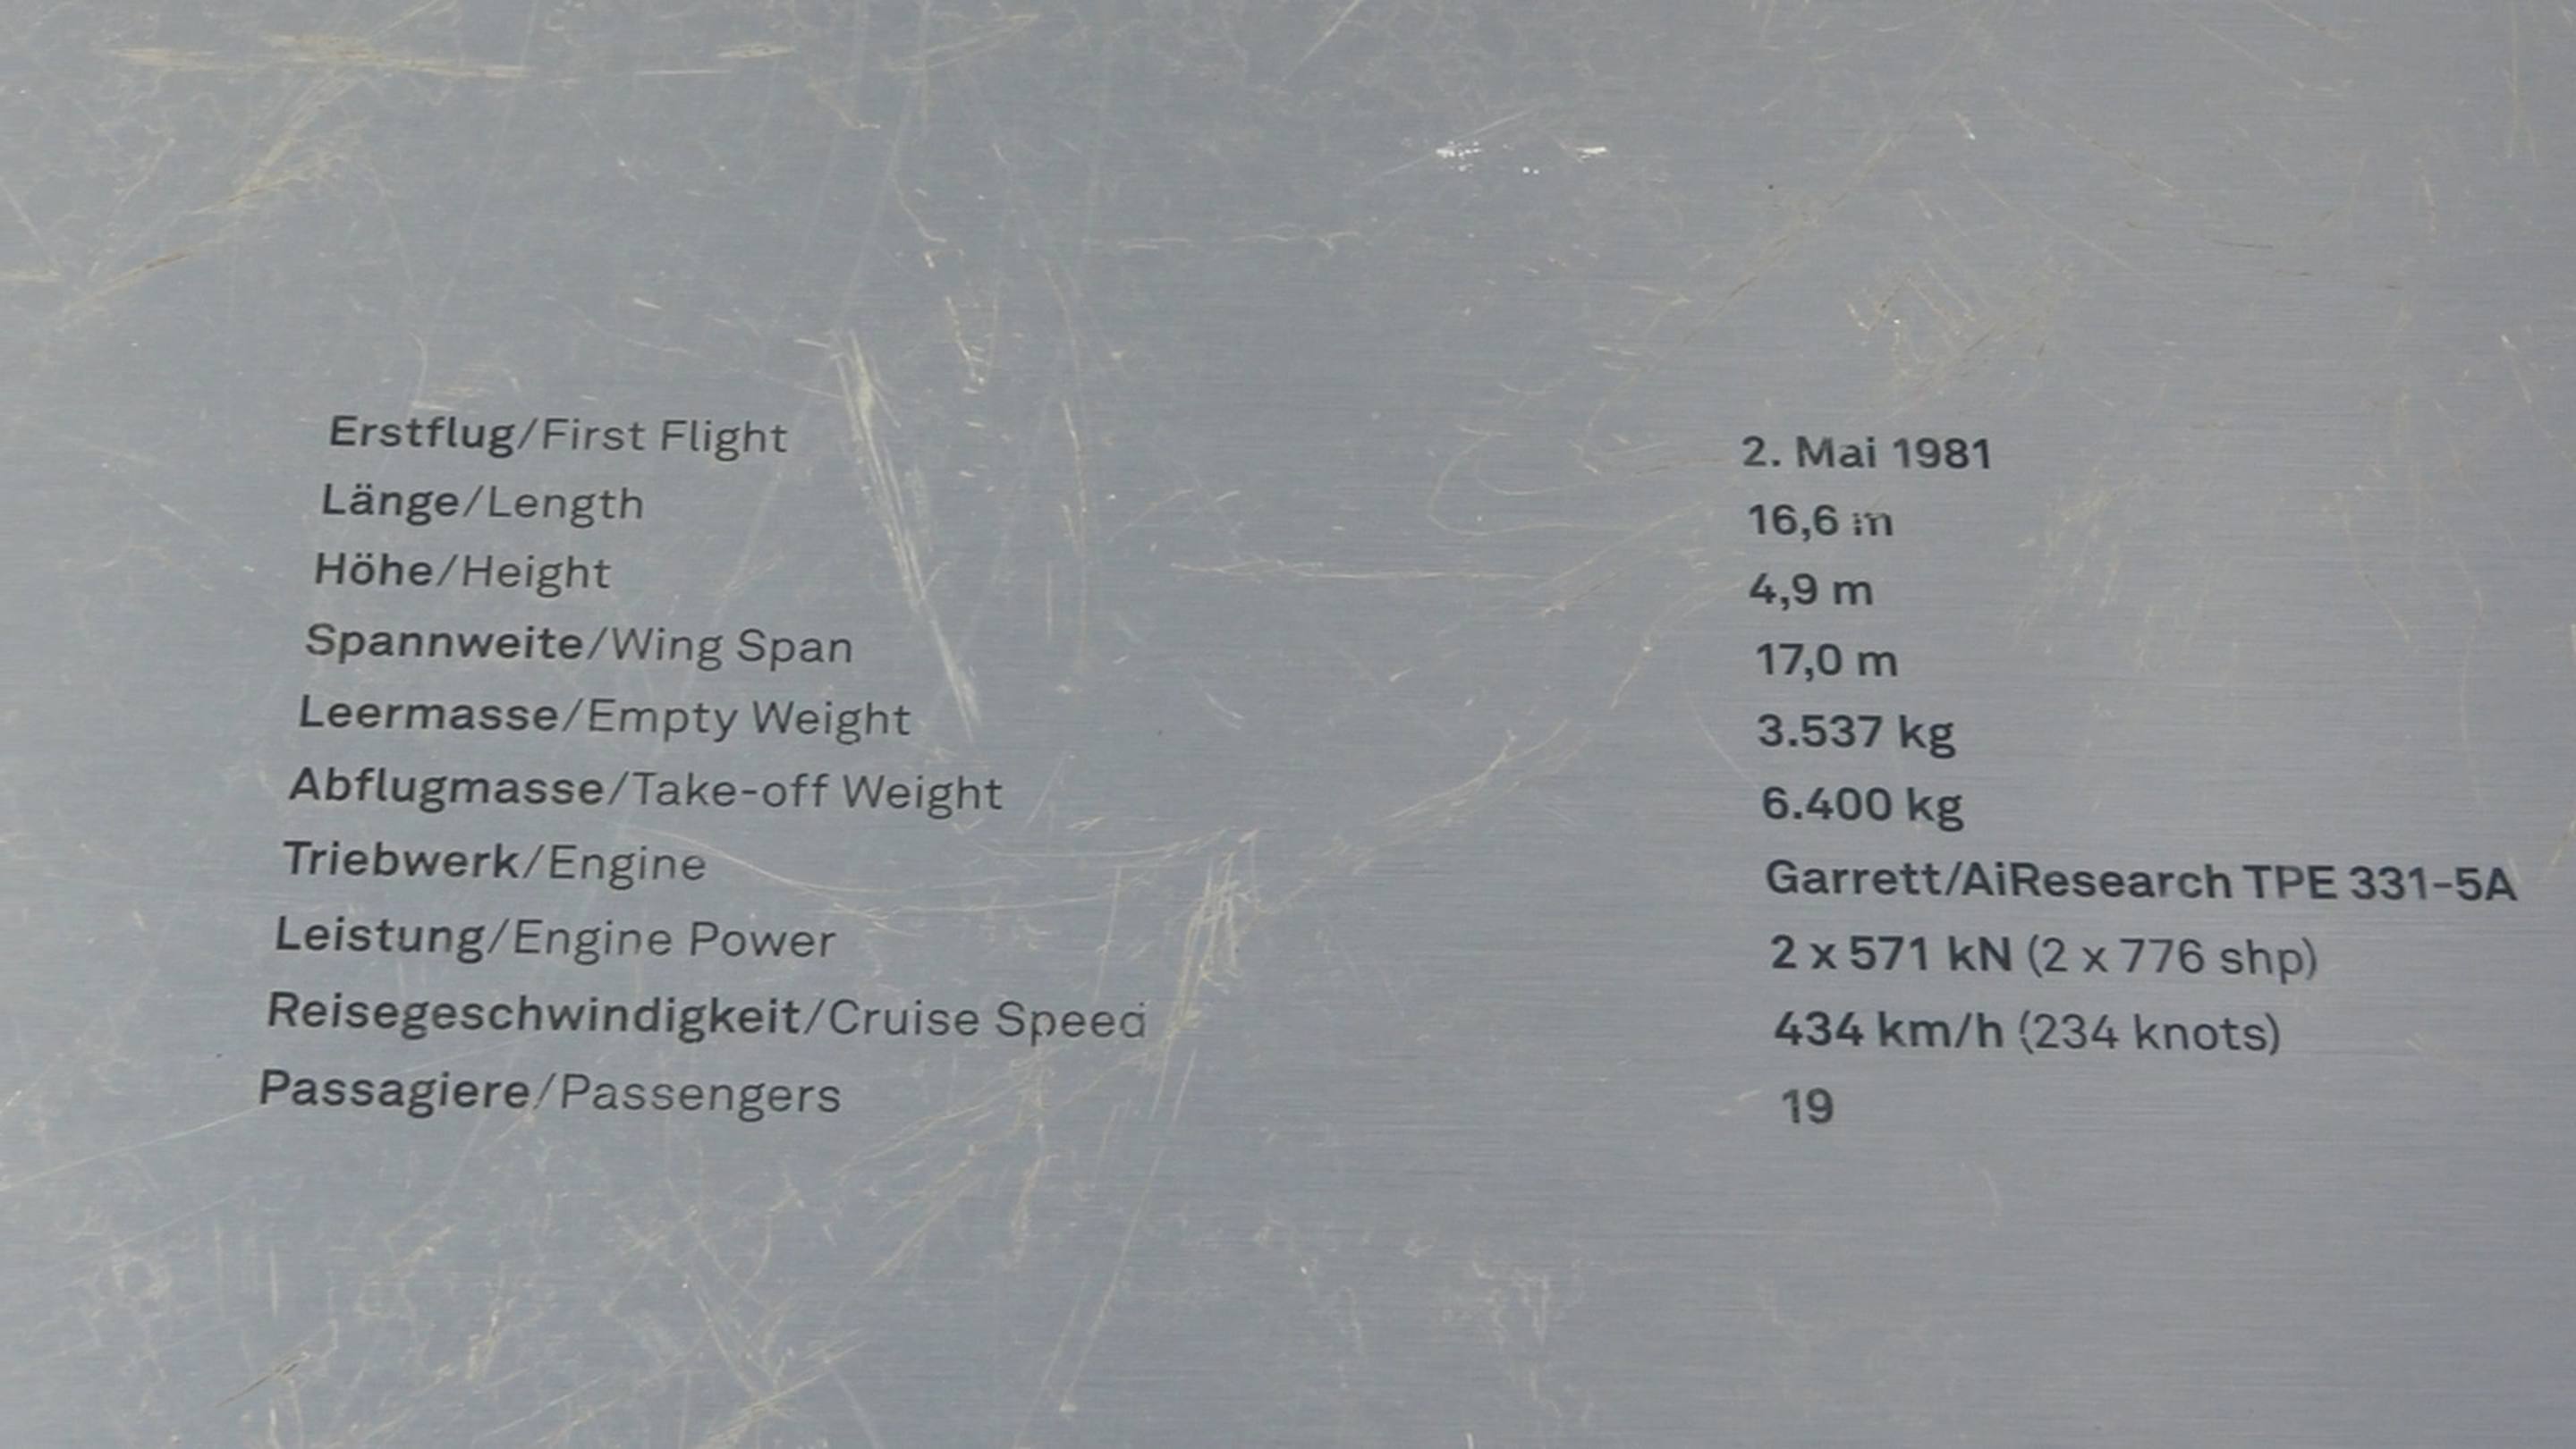 Erstflug/First Flight 2. Mai 1981
Länge/Length 16,6 m
Höhe/Height 4,9 m
Spannweite/Wing Span 17,0 m
Leermasse/Empty Weight 3.537 kg
Abflugmasse/Take-off Weight 6.400 kg
Triebwerk/Engine Garrett/AiResearch TPE 331-5A
Leistung/Engine Power 2 x 571 kN (2 x 776 shp)
Reisegeschwindigkeit/Cruise Speed 434 km/h (234 knots)
Passagiere/Passengers 19